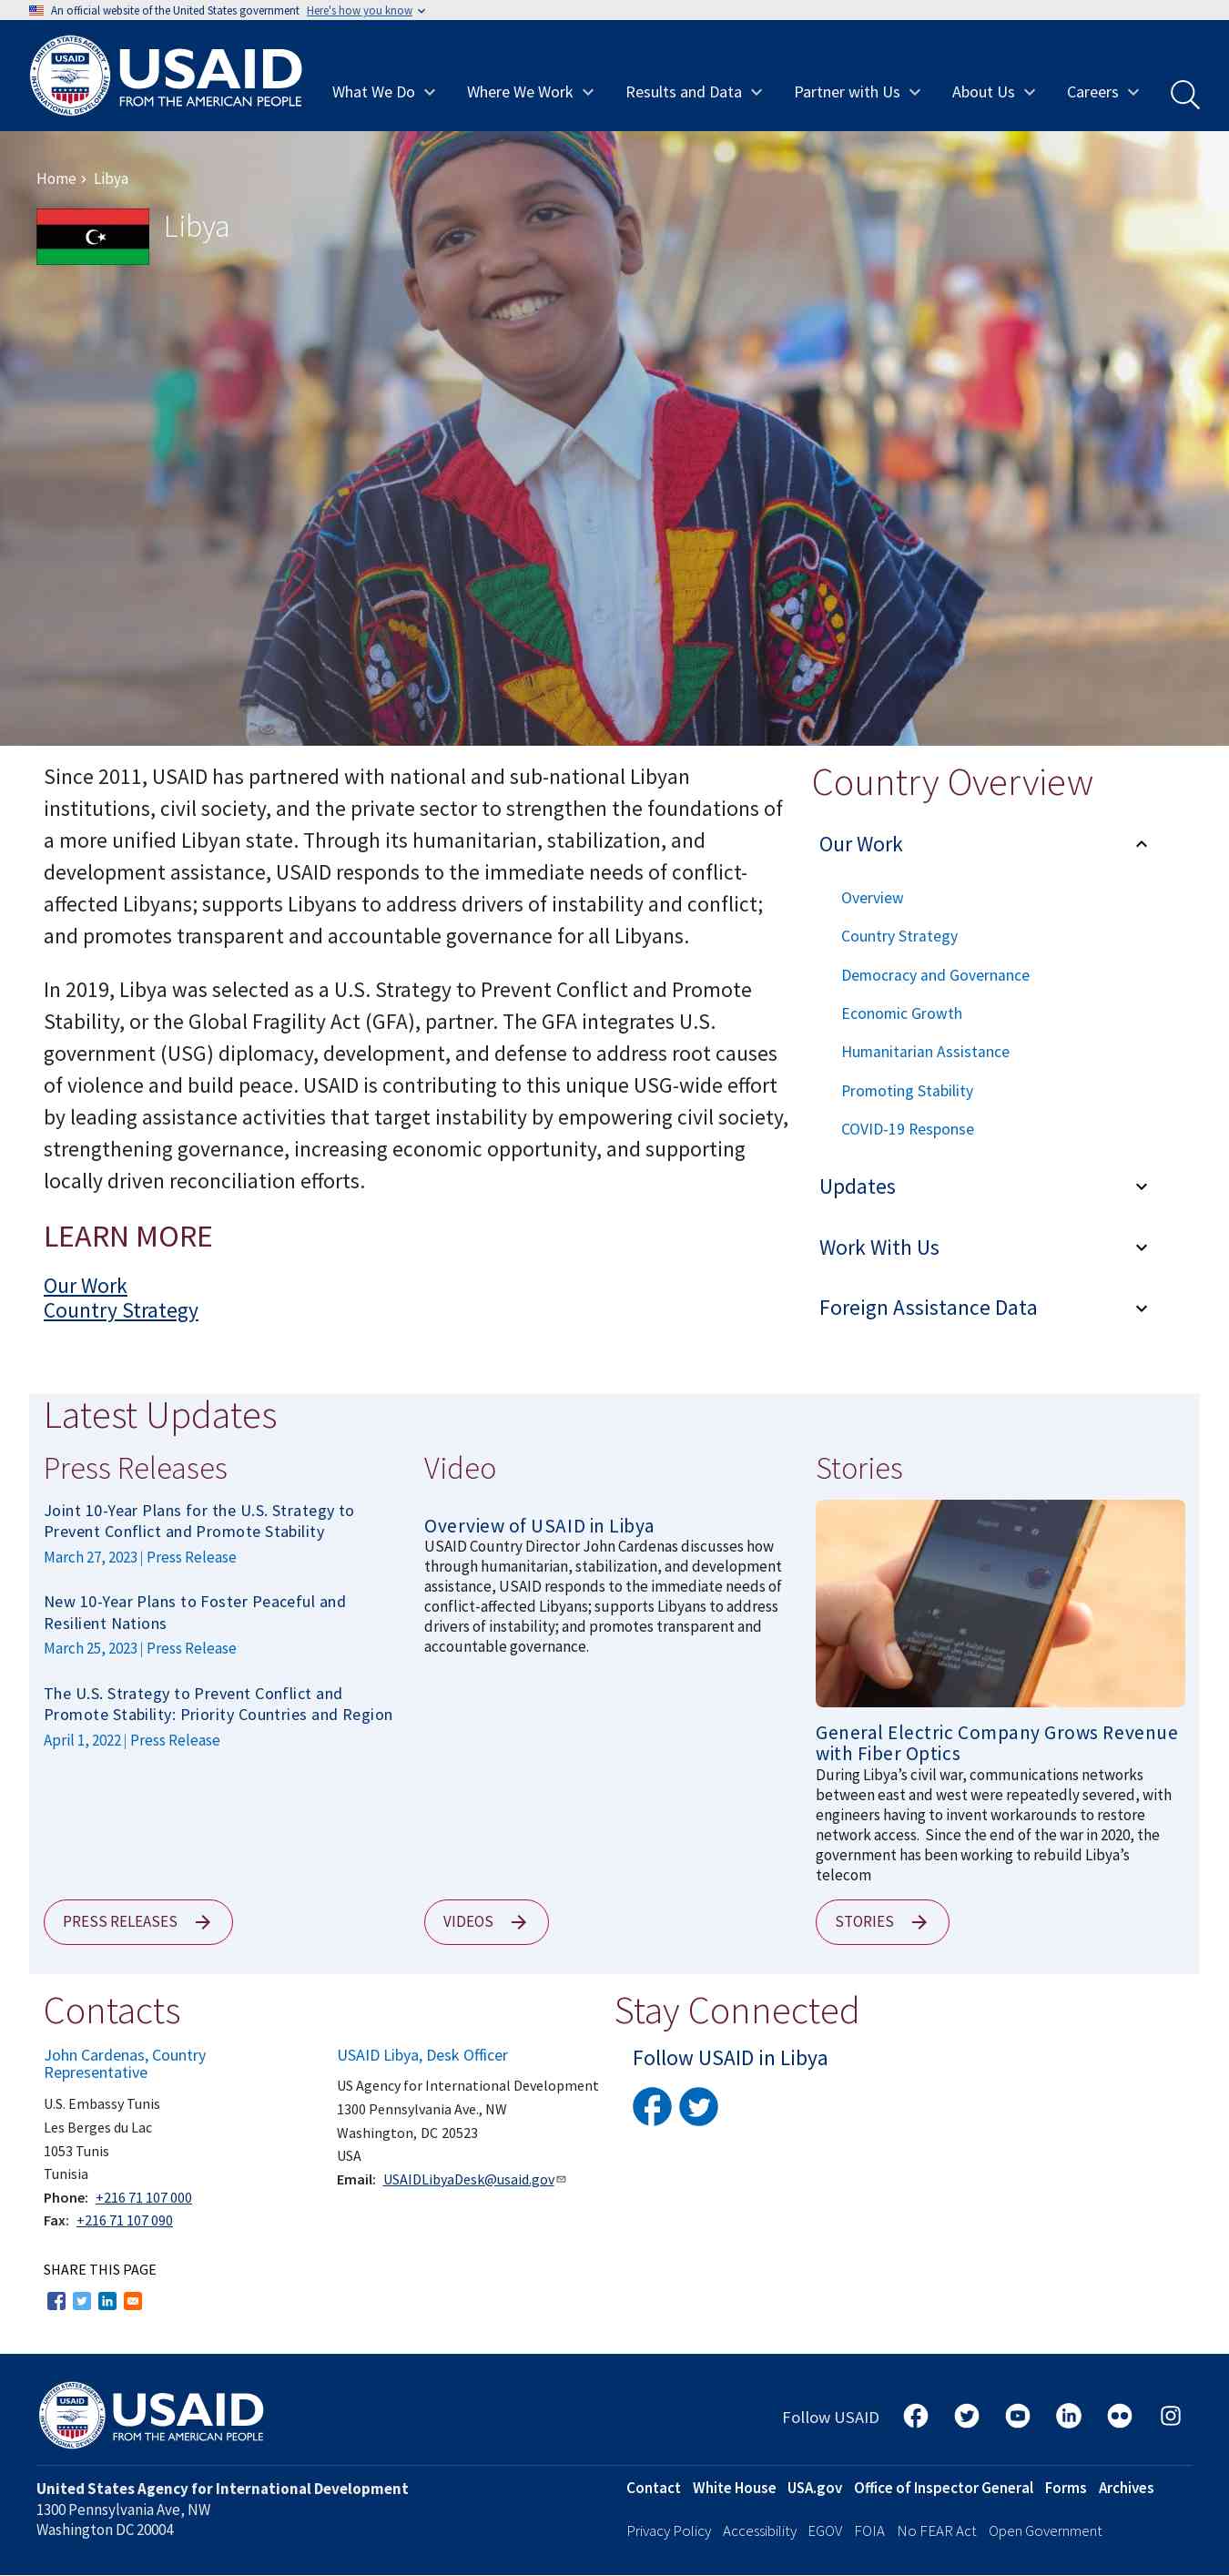 An official website of the United States government Here's how you know
USAID
FROM THE AMERICAN PEOPLE
What We Do
Where We Work
Results and Data
Partner with Us
About Us
Careers
Home › Libya
Libya
Since 2011, USAID has partnered with national and sub-national Libyan
institutions, civil society, and the private sector to strengthen the foundations of
a more unified Libyan state. Through its humanitarian, stabilization, and
development assistance, USAID responds to the immediate needs of conflict-
affected Libyans; supports Libyans to address drivers of instability and conflict;
and promotes transparent and accountable governance for all Libyans.
In 2019, Libya was selected as a U.S. Strategy to Prevent Conflict and Promote
Stability, or the Global Fragility Act (GFA), partner. The GFA integrates U.S.
government (USG) diplomacy, development, and defense to address root causes
of violence and build peace. USAID is contributing to this unique USG-wide effort
by leading assistance activities that target instability by empowering civil society,
strengthening governance, increasing economic opportunity, and supporting
locally driven reconciliation efforts.
LEARN MORE
Our Work
Country Strategy
Country Overview
Our Work
Overview
Country Strategy
Democracy and Governance
Economic Growth
Humanitarian Assistance
Promoting Stability
COVID-19 Response
Updates
Work With Us
Foreign Assistance Data
Latest Updates
Press Releases
Joint 10-Year Plans for the U.S. Strategy to
Prevent Conflict and Promote Stability
March 27, 2023 | Press Release
New 10-Year Plans to Foster Peaceful and
Resilient Nations
March 25, 2023 | Press Release
The U.S. Strategy to Prevent Conflict and
Promote Stability: Priority Countries and Region
April 1, 2022 | Press Release
PRESS RELEASES
Video
Overview of USAID in Libya
USAID Country Director John Cardenas discusses how
through humanitarian, stabilization, and development
assistance, USAID responds to the immediate needs of
conflict-affected Libyans; supports Libyans to address
drivers of instability; and promotes transparent and
accountable governance.
VIDEOS
Stories
General Electric Company Grows Revenue
with Fiber Optics
During Libya’s civil war, communications networks
between east and west were repeatedly severed, with
engineers having to invent workarounds to restore
network access. Since the end of the war in 2020, the
government has been working to rebuild Libya’s
telecom
STORIES
Contacts
John Cardenas, Country
Representative
U.S. Embassy Tunis
Les Berges du Lac
1053 Tunis
Tunisia
Phone: +216 71 107 000
Fax: +216 71 107 090
USAID Libya, Desk Officer
US Agency for International Development
1300 Pennsylvania Ave., NW
Washington, DC 20523
USA
Email: USAIDLibyaDesk@usaid.gov
Stay Connected
Follow USAID in Libya
SHARE THIS PAGE
USAID
FROM THE AMERICAN PEOPLE
Follow USAID
United States Agency for International Development
1300 Pennsylvania Ave, NW
Washington DC 20004
Contact White House USA.gov Office of Inspector General Forms Archives
Privacy Policy Accessibility EGOV FOIA No FEAR Act Open Government